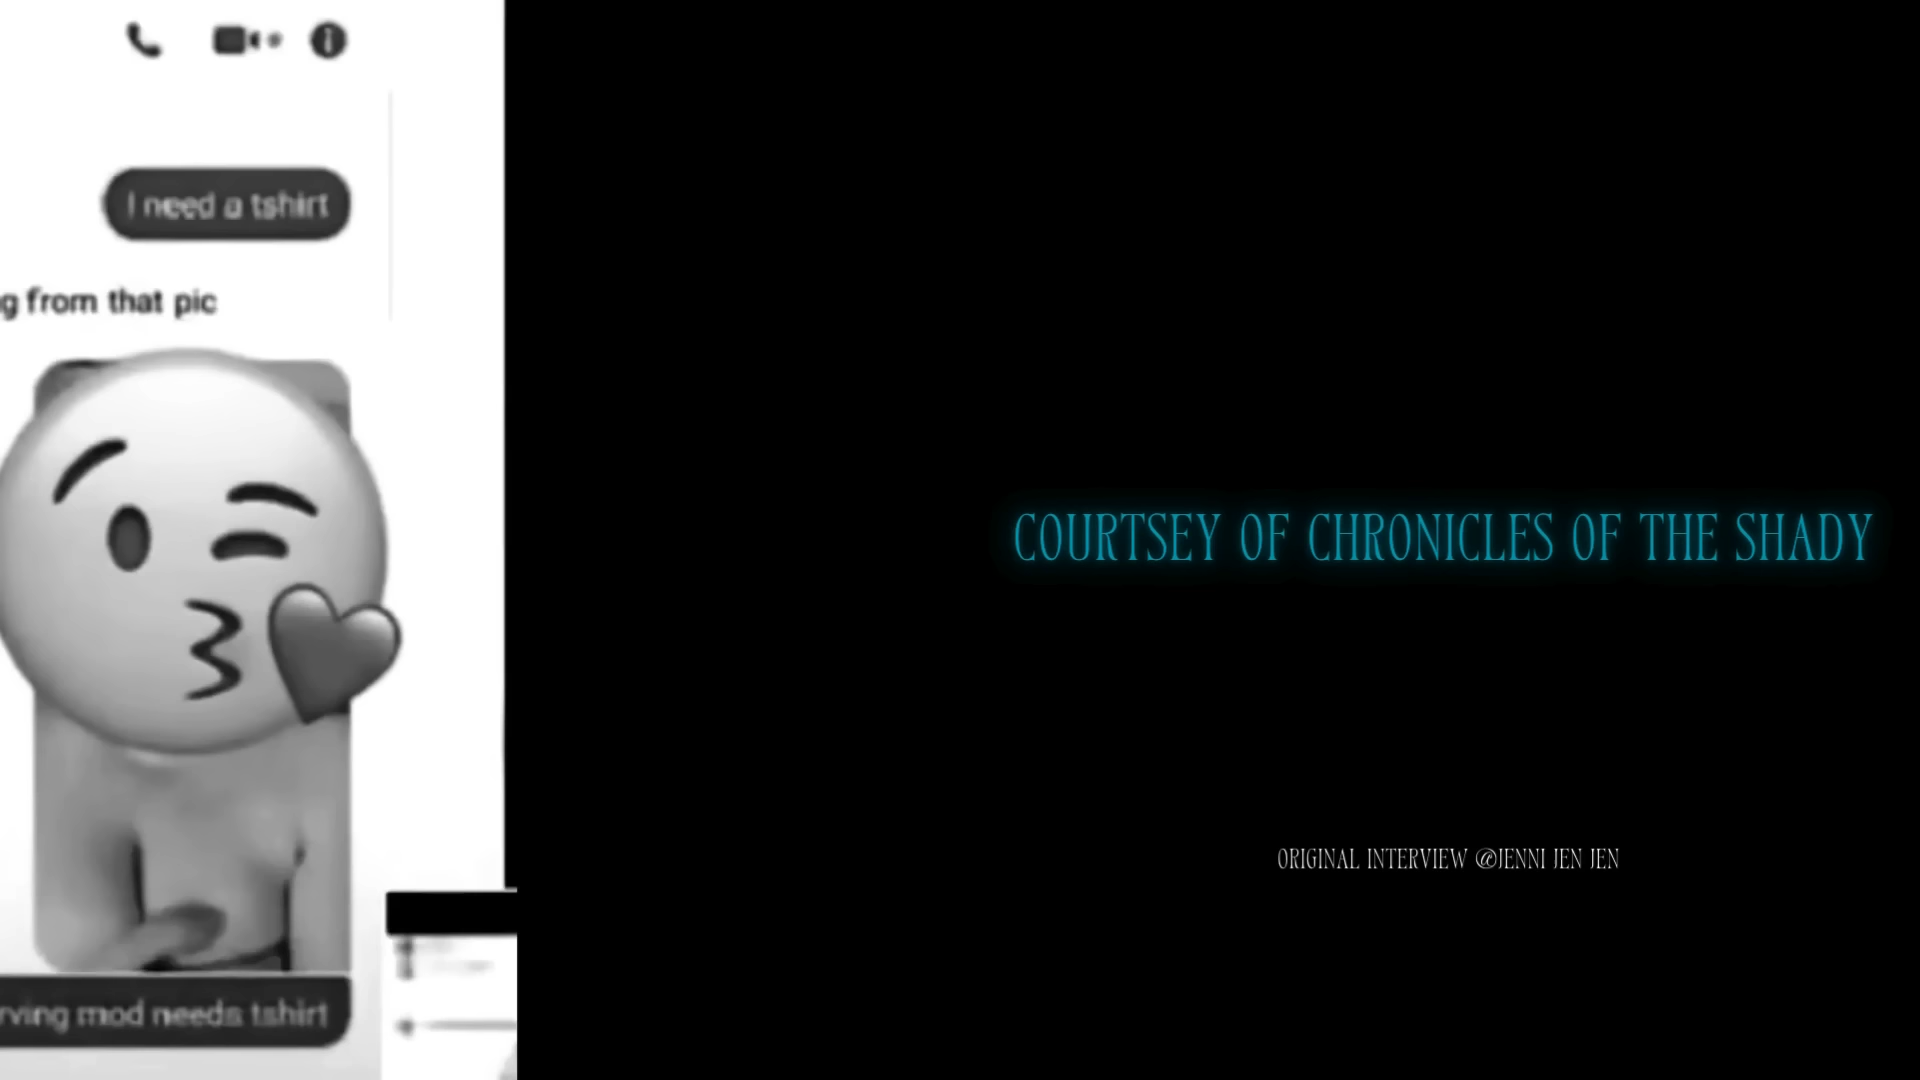 I need a tshirt
g from that pic
rving mod needs tshirt
COURTSEY OF CHRONICLES OF THE SHADY
ORIGINAL INTERVIEW @JENNI JEN JEN